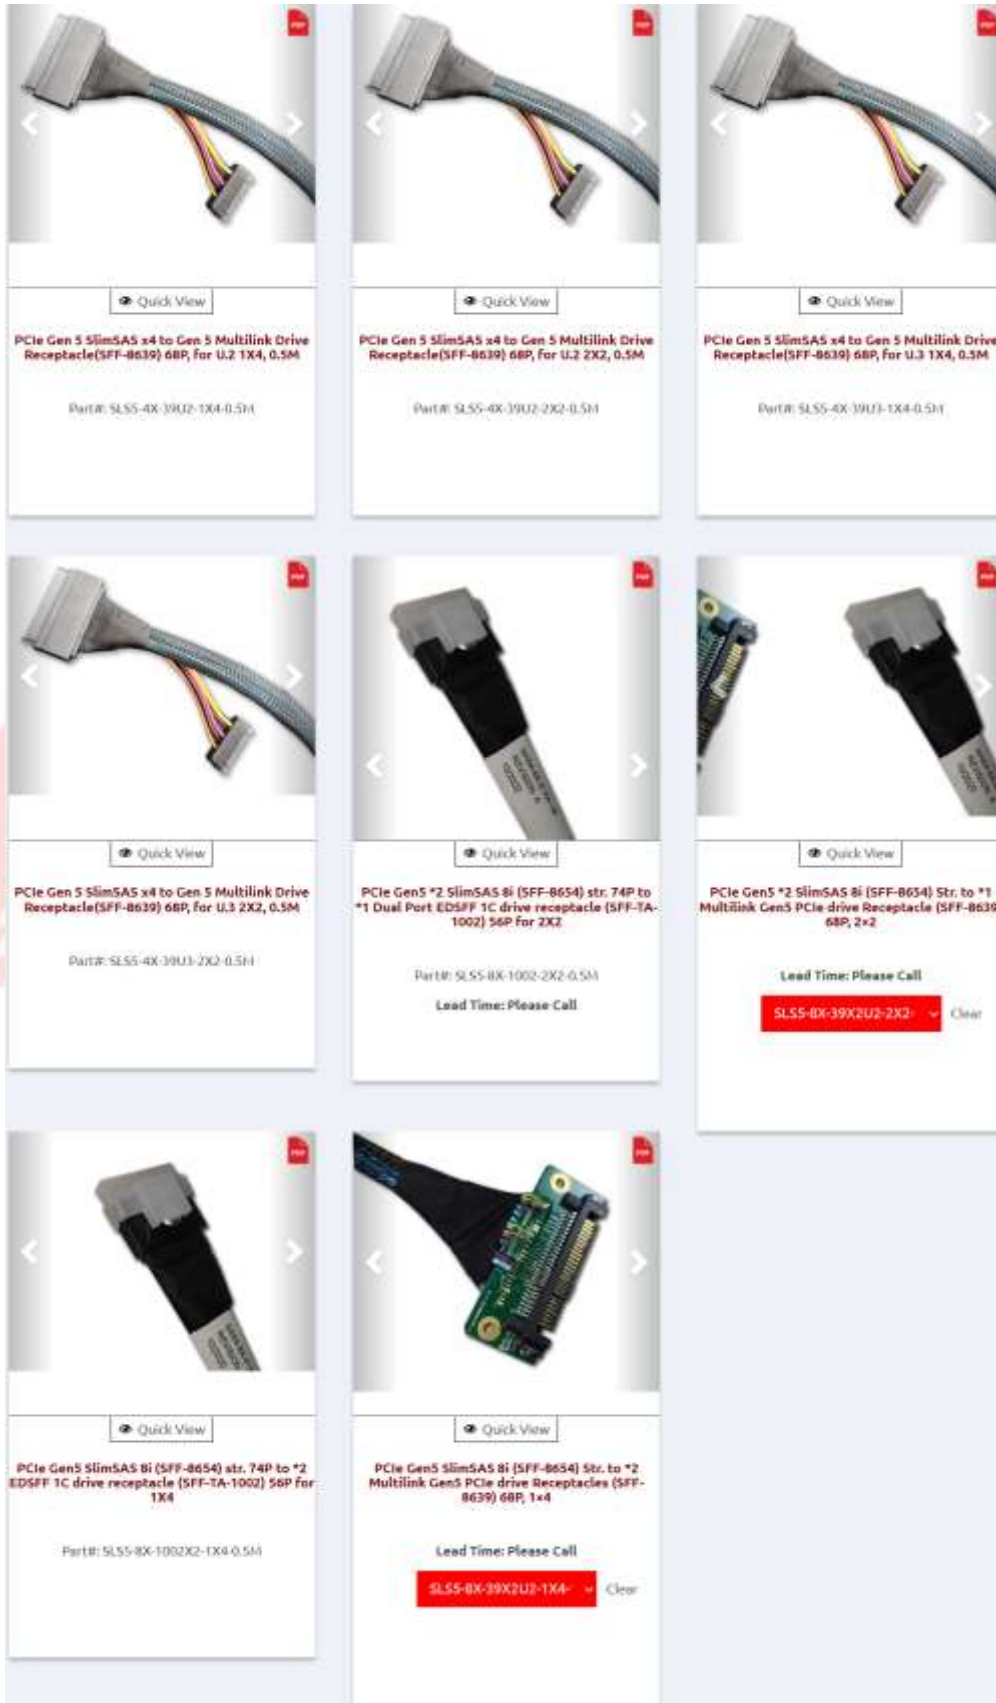 Quick View
PCIe Gen 5 SlimSAS x4 to Gen 5 Multilink Drive
Receptacle(SFF-8639) 68P, for U.2 1X4, 0.5M
Part#: SLS5-4X-39U2-1X4-0.5M
Quick View
PCIe Gen 5 SlimSAS x4 to Gen 5 Multilink Drive
Receptacle(SFF-8639) 68P, for U.2 2X2, 0.5M
Part#: SLS5-4X-39U2-2X2-0.5M
Quick View
PCIe Gen 5 SlimSAS x4 to Gen 5 Multilink Drive
Receptacle(SFF-8639) 68P, for U.3 1X4, 0.5M
Part#: SLS5-4X-39U3-1X4-0.5M
Quick View
PCIe Gen 5 SlimSAS x4 to Gen 5 Multilink Drive
Receptacle(SFF-8639) 68P, for U.3 2X2, 0.5M
Part#: SLS5-4X-39U3-2X2-0.5M
Quick View
PCIe Gen5 *2 SlimSAS 8i (SFF-8654) str. 74P to
*1 Dual Port EDSFF 1C drive receptacle (SFF-TA-
1002) 56P for 2X2
Part#: SLS5-8X-1002-2X2-0.5M
Lead Time: Please Call
Quick View
PCIe Gen5 *2 SlimSAS 8i (SFF-8654) Str. to *1
Multilink Gen5 PCIe drive Receptacle (SFF-8639
68P, 2×2
Lead Time: Please Call
SLS5-8X-39X2U2-2X2- Clear
Quick View
PCIe Gen5 SlimSAS 8i (SFF-8654) str. 74P to *2
EDSFF 1C drive receptacle (SFF-TA-1002) 56P for
1X4
Part#: SLS5-8X-1002X2-1X4-0.5M
Quick View
PCIe Gen5 SlimSAS 8i (SFF-8654) Str. to *2
Multilink Gen5 PCIe drive Receptacles (SFF-
8639) 68P, 1×4
Lead Time: Please Call
SLS5-8X-39X2U2-1X4- Clear